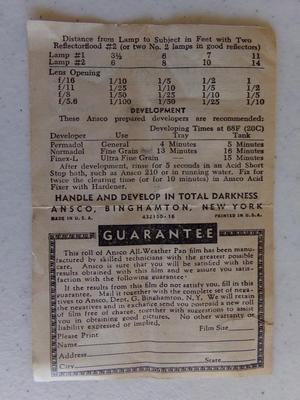 Distance from Lamp to Subject in Feet with Two
Reflectorflood #2 (or two No. 2 lamps in good reflectors)
Lamp #1 3½ 6 7 11
Lamp #2 6 8 10 14
Lens Opening
f/16 1/10 1/5 1/2 1
f/11 1/25 1/10 1/5 1/2
f/8 1/50 1/25 1/10 1/5
f/5.6 1/100 1/50 1/25 1/10
DEVELOPMENT
These Ansco prepared developers are recommended:
Developing Times at 68F (20C)
Developer Use Tray Tank
Permadol General 4 Minutes 5 Minutes
Normadol Fine Grain 13 Minutes 16 Minutes
Finex-L Ultra Fine Grain — 15 Minutes
After development, rinse for 5 seconds in an Acid Short
Stop bath, such as Ansco 210 or in running water. Fix for
twice the clearing time (or for 10 minutes) in Ansco Acid
Fixer with Hardener.
HANDLE AND DEVELOP IN TOTAL DARKNESS
ANSCO, BINGHAMTON, NEW YORK
MADE IN U.S.A. PRINTED IN U.S.A.
GUARANTEE
This roll of Ansco All-Weather Pan film has been manu-
factured by skilled technicians with the greatest possible
care. Ansco is sure that you will be satisfied with the
results obtained with this film and we assure you satis-
faction with the following guarantee:
If the results from this film do not satisfy you, fill in this
guarantee. Mail it together with the complete set of nega-
tives to Ansco, Dept. G, Binghamton, N.Y. We will retain
the negatives and in exchange send you postpaid a new roll
of film free of charge, together with suggestions to assist
you in obtaining good pictures. No other warranty or
liability expressed or implied.
Film Size
Please Print
Name
Address
City State